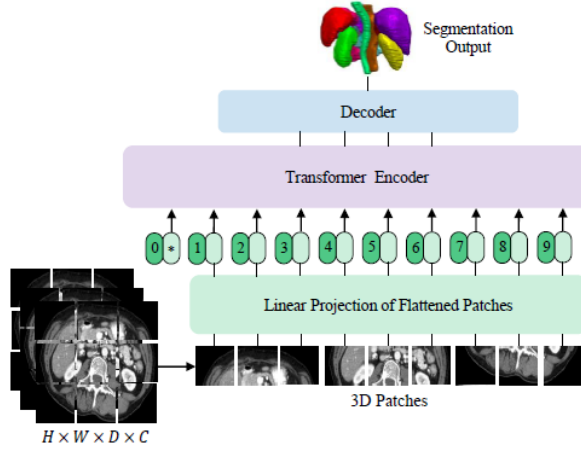 Segmentation
Output
Decoder
Transformer Encoder
0 * 1 2 3 4 5 6 7 8 9
Linear Projection of Flattened Patches
3D Patches
H × W × D × C